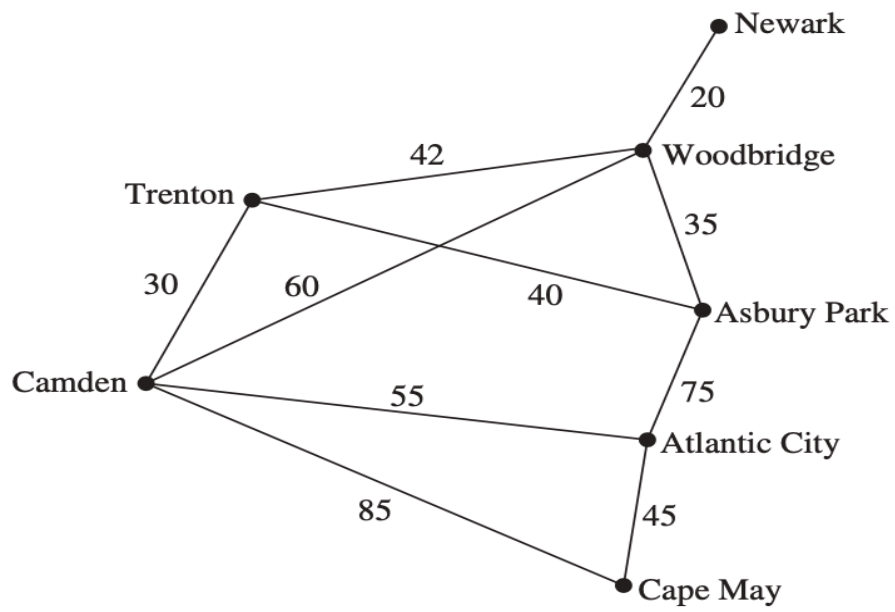 Newark
20
42
Woodbridge
Trenton
35
30
60
40
Asbury Park
Camden
55
75
Atlantic City
85
45
Cape May